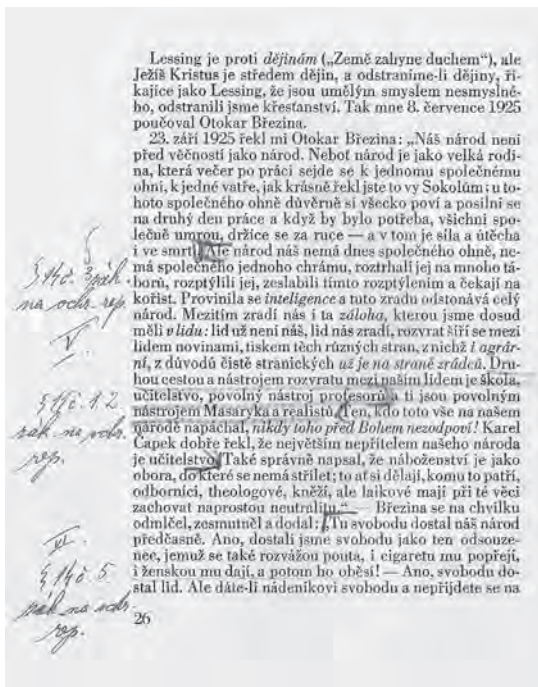 Lessing je proti dějinám („Země zahyne duchem“), ale
Ježíš Kristus je středem dějin, a odstraníme-li dějiny, ří-
kajíce jako Lessing, že jsou umělým smyslem nesmyslné-
ho, odstranili jsme křesťanství. Tak mne 8. července 1925
poučoval Otokar Březina.
23. září 1925 řekl mi Otokar Březina: „Náš národ není
před věčností jako národ. Neboť národ je jako velká rodi-
na, která večer po práci sejde se k jednomu společnému
ohni, k jedné vatře, jak krásně řekl jste to vy Sokolům; u to-
hoto společného ohně důvěrně si všecko poví a posilní se
na druhý den práce a když by bylo potřeba, všichni spo-
lečně umrou, držíce se za ruce — a v tom je síla a útěcha
i ve smrti. Ale národ náš nemá dnes společného ohně, ne-
má společného jednoho chrámu, roztrhali jej na mnoho tá-
borů, rozptýlili jej, zeslabili tímto rozptýlením a čekají na
kořist. Provinila se inteligence a tuto zradu odstonává celý
národ. Mezitím zradí nás i ta záloha, kterou jsme dosud
měli v lidu: lid už není náš, lid nás zradí, rozvrat šíří se mezi
lidem novinami, tiskem těch různých stran, z nichž i agrár-
ní, z důvodů čistě stranických už je na straně zrádců. Dru-
hou cestou a nástrojem rozvratu mezi naším lidem je škola,
učitelstvo, povolný nástroj profesorů a ti jsou povolným
nástrojem Masaryka a realistů. Ten, kdo toto vše na našem
národě napáchal, nikdy toho před Bohem nezodpoví! Karel
Čapek dobře řekl, že největším nepřítelem našeho národa
je učitelstvo. Také správně napsal, že náboženství je jako
obora, do které se nemá střílet; to ať si dělají, komu to patří,
odborníci, theologové, kněží, ale laikové mají při té věci
zachovat naprostou neutralitu.“ — Březina se na chvilku
odmlčel, zesmutněl a dodal: „Tu svobodu dostal náš národ
předčasně. Ano, dostali jsme svobodu jako ten odsouze-
nec, jemuž se také rozvážou pouta, i cigaretu mu popřejí,
i ženskou mu dají, a potom ho oběsí! — Ano, svobodu do-
stal lid. Ale dáte-li nádeníkovi svobodu a nepřijdete se na
26
§ 14 č. 3 zák.
na ochr. rep.
V
§ 14 č. 1. 2
zák. na ochr.
rep.
VI.
§ 14 č. 5
zák. na ochr.
rep.